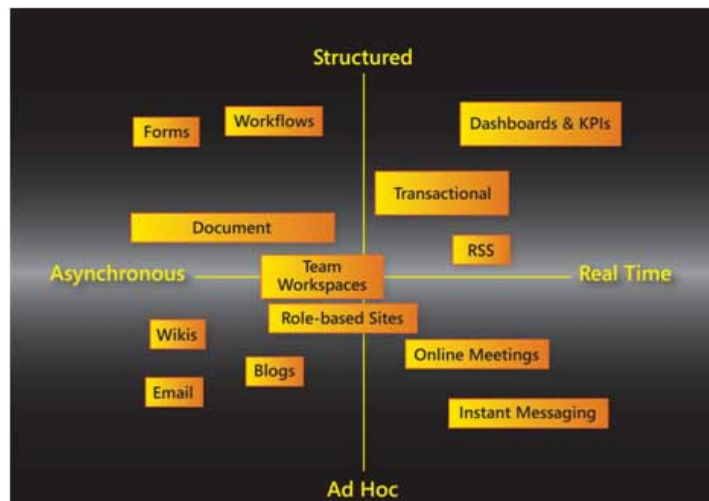 Structured
Forms
Workflows
Dashboards & KPIs
Transactional
Document
RSS
Asynchronous
Team
Workspaces
Real Time
Role-based Sites
Wikis
Online Meetings
Blogs
Email
Instant Messaging
Ad Hoc